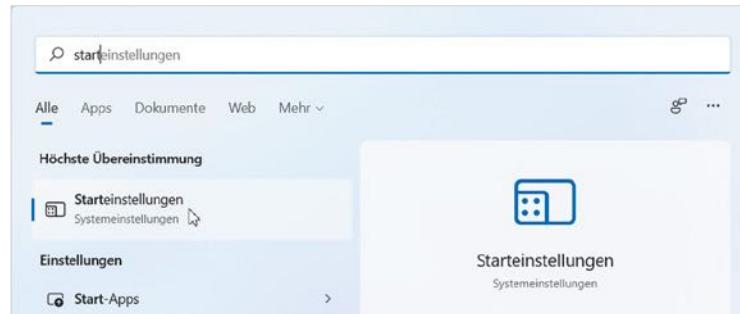 starteinstellungen
Alle Apps Dokumente Web Mehr
Höchste Übereinstimmung
Starteinstellungen
Systemeinstellungen
Einstellungen
Start-Apps
Starteinstellungen
Systemeinstellungen